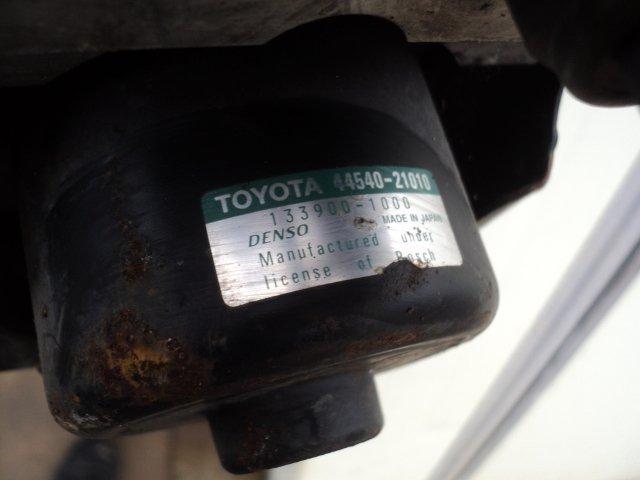 TOYOTA 44540-21010
133900-1000
DENSO MADE IN JAPAN
Manufactured under
license of Bosch